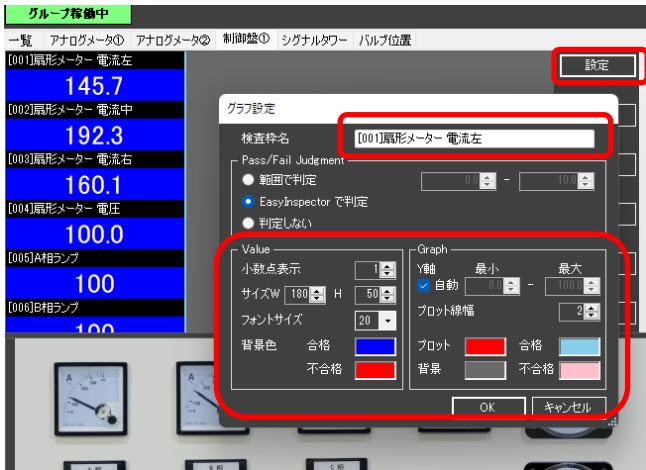 グループ稼働中
一覧 アナログメータ① アナログメータ② 制御盤① シグナルタワー バルブ位置
[001]扇形メーター 電流左
145.7
[002]扇形メーター 電流中
192.3
[003]扇形メーター 電流右
160.1
[004]扇形メーター 電圧
100.0
[005]A相ランプ
100
[006]B相ランプ
100
設定
グラフ設定
検査枠名 [001]扇形メーター 電流左
Pass/Fail Judgment
範囲で判定 0.0 - 10.0
EasyInspector で判定
判定しない
Value
小数点表示 1
サイズW 180 H 50
フォントサイズ 20
背景色 合格
不合格
Graph
Y軸 最小 最大
自動 0.0 - 100.0
プロット線幅 2
プロット 合格
背景 不合格
OK キャンセル
A
A